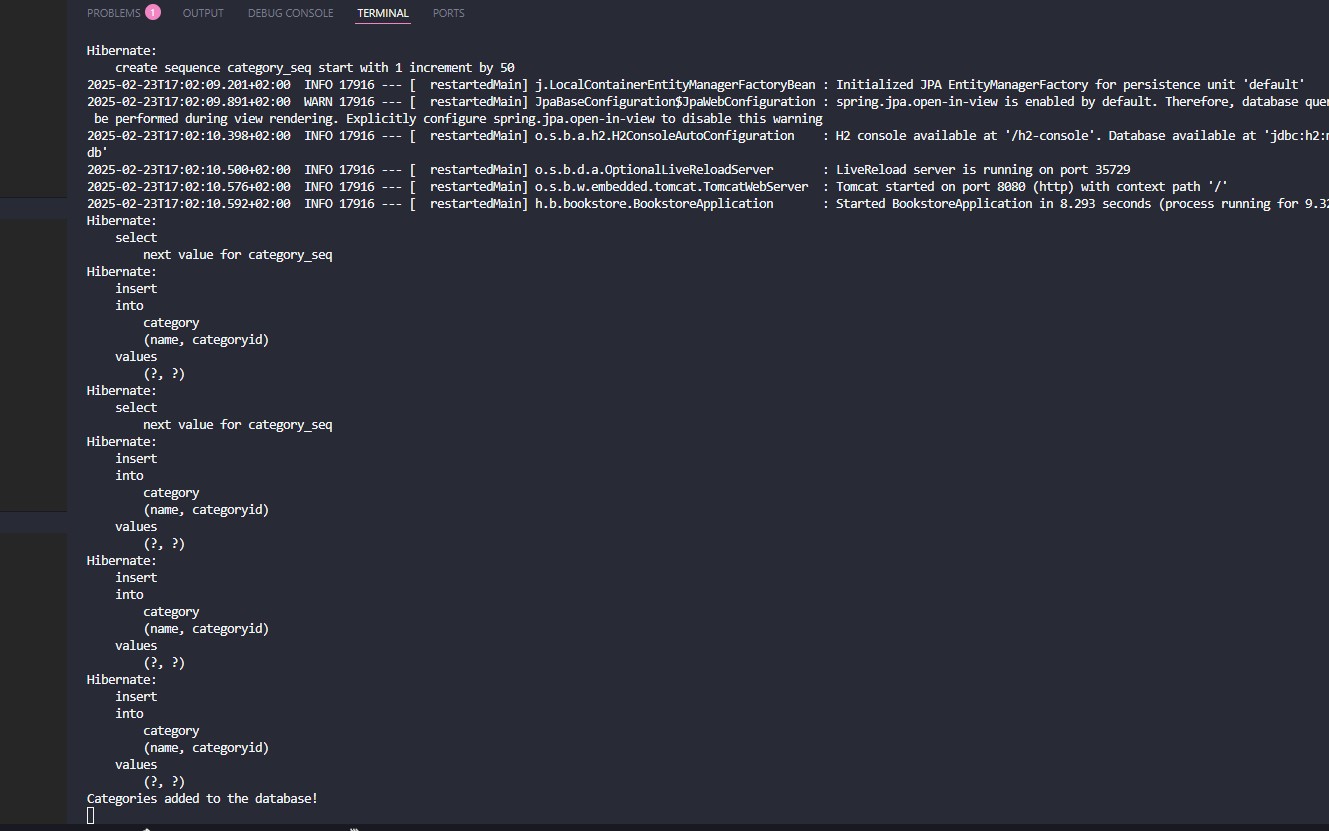 PROBLEMS 1 OUTPUT DEBUG CONSOLE TERMINAL PORTS
Hibernate:
    create sequence category_seq start with 1 increment by 50
2025-02-23T17:02:09.201+02:00  INFO 17916 --- [  restartedMain] j.LocalContainerEntityManagerFactoryBean : Initialized JPA EntityManagerFactory for persistence unit 'default'
2025-02-23T17:02:09.891+02:00  WARN 17916 --- [  restartedMain] JpaBaseConfiguration$JpaWebConfiguration : spring.jpa.open-in-view is enabled by default. Therefore, database
 be performed during view rendering. Explicitly configure spring.jpa.open-in-view to disable this warning
2025-02-23T17:02:10.398+02:00  INFO 17916 --- [  restartedMain] o.s.b.a.h2.H2ConsoleAutoConfiguration    : H2 console available at '/h2-console'. Database available at 'jdbc:h2:
db'
2025-02-23T17:02:10.500+02:00  INFO 17916 --- [  restartedMain] o.s.b.d.a.OptionalLiveReloadServer       : LiveReload server is running on port 35729
2025-02-23T17:02:10.576+02:00  INFO 17916 --- [  restartedMain] o.s.b.w.embedded.tomcat.TomcatWebServer  : Tomcat started on port 8080 (http) with context path '/'
2025-02-23T17:02:10.592+02:00  INFO 17916 --- [  restartedMain] h.b.bookstore.BookstoreApplication       : Started BookstoreApplication in 8.293 seconds (process running for 9.32
Hibernate:
    select
        next value for category_seq
Hibernate:
    insert
    into
        category
        (name, categoryid)
    values
        (?, ?)
Hibernate:
    select
        next value for category_seq
Hibernate:
    insert
    into
        category
        (name, categoryid)
    values
        (?, ?)
Hibernate:
    insert
    into
        category
        (name, categoryid)
    values
        (?, ?)
Hibernate:
    insert
    into
        category
        (name, categoryid)
    values
        (?, ?)
Categories added to the database!